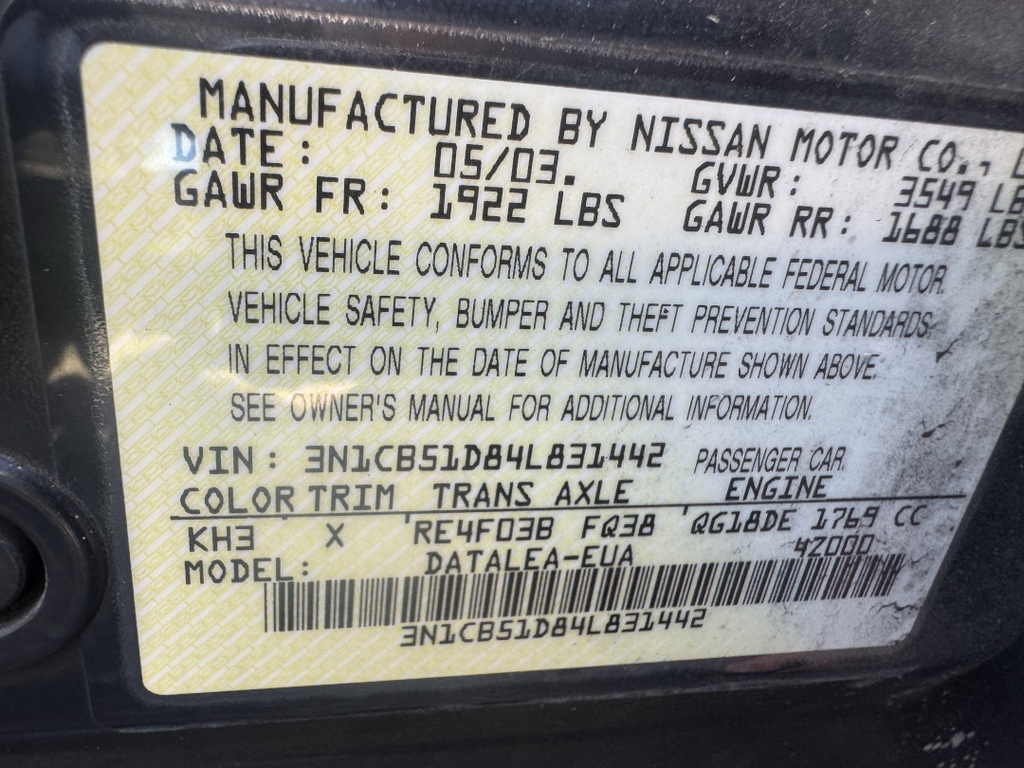 MANUFACTURED BY NISSAN MOTOR CO.,
DATE: 05/03. GVWR: 3549 LB
GAWR FR: 1922 LBS GAWR RR: 1688 LBS
THIS VEHICLE CONFORMS TO ALL APPLICABLE FEDERAL MOTOR
VEHICLE SAFETY, BUMPER AND THEFT PREVENTION STANDARDS
IN EFFECT ON THE DATE OF MANUFACTURE SHOWN ABOVE.
SEE OWNER'S MANUAL FOR ADDITIONAL INFORMATION.
VIN: 3N1CB51D84L831442 PASSENGER CAR.
COLOR TRIM TRANS AXLE ENGINE
KH3 X 'RE4F03B FQ38 'QG18DE 1769 CC
MODEL: DATALEA-EUA 42000
3N1CB51D84L831442